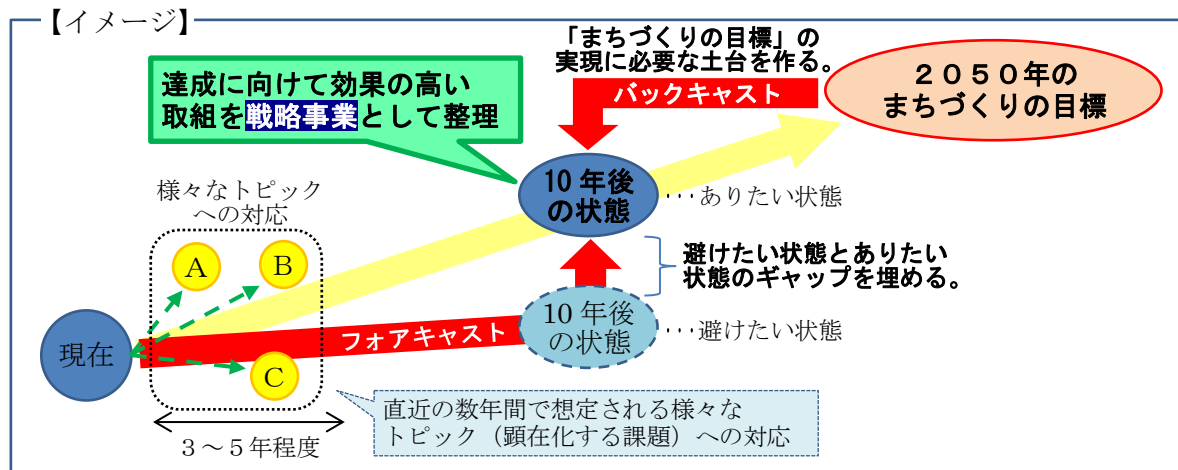 【イメージ】
「まちづくりの目標」の
実現に必要な土台を作る。
達成に向けて効果の高い
取組を戦略事業として整理
バックキャスト
２０５０年の
まちづくりの目標
様々なトピック
への対応
10 年後
の状態
･･･ありたい状態
A
B
避けたい状態とありたい
状態のギャップを埋める。
現在
フォアキャスト
10 年後
の状態
･･･避けたい状態
C
直近の数年間で想定される様々な
トピック（顕在化する課題）への対応
３～５年程度